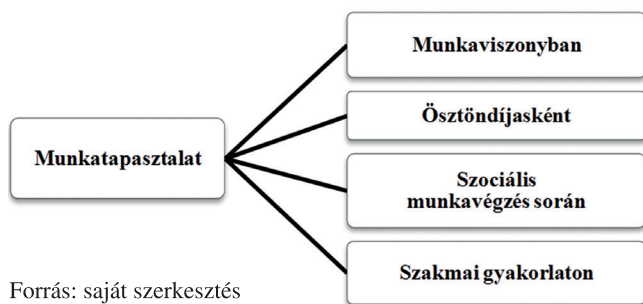 Munkatapasztalat
Munkaviszonyban
Ösztöndíjasként
Szociális
munkavégzés során
Szakmai gyakorlaton
Forrás: saját szerkesztés